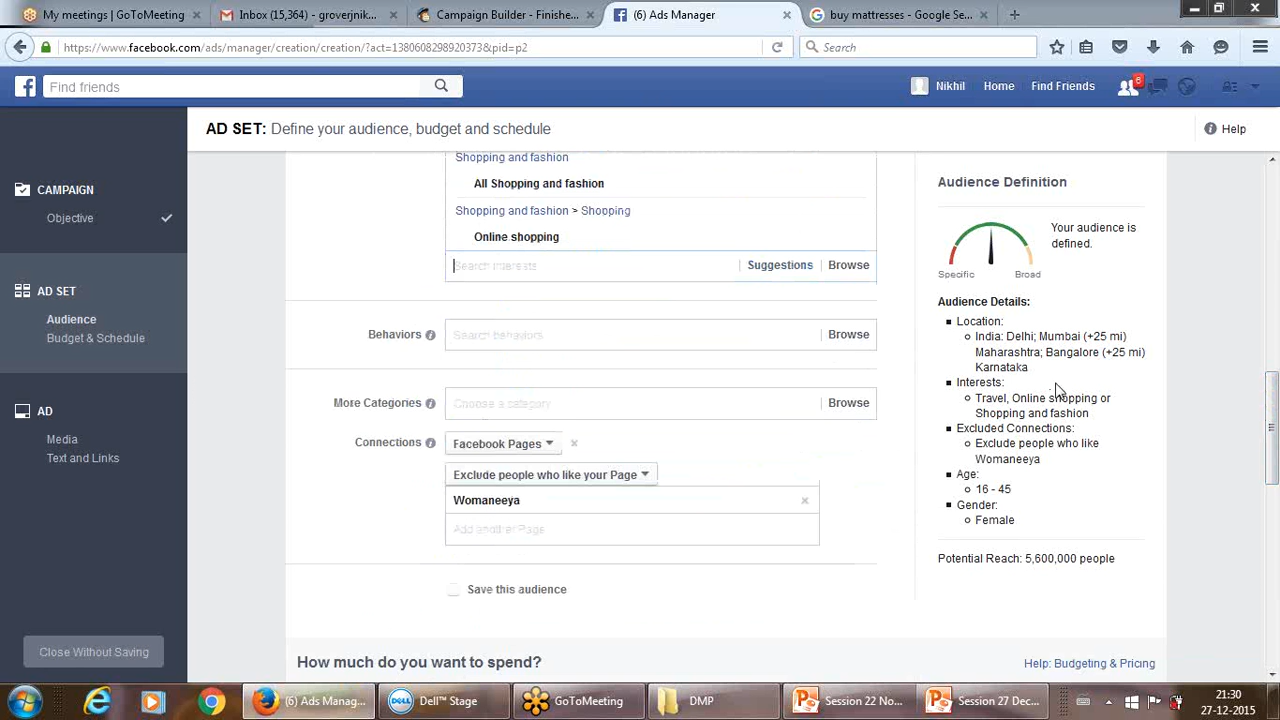 My meetings | GoToMeeting
Inbox (15,364) - groverjnik...
Campaign Builder - Finishe...
(6) Ads Manager
buy mattresses - Google Se...
https://www.facebook.com/ads/manager/creation/creation/?act=1380608298920373&pid=p2
Search
Find friends
Nikhil
Home
Find Friends
6
AD SET: Define your audience, budget and schedule
Help
CAMPAIGN
Objective
AD SET
Audience
Budget & Schedule
AD
Media
Text and Links
Close Without Saving
Shopping and fashion
All Shopping and fashion
Shopping and fashion > Shopping
Online shopping
Search interests
Suggestions
Browse
Behaviors
Search behaviors
Browse
More Categories
Choose a category
Browse
Connections
Facebook Pages
Exclude people who like your Page
Womaneeya
Add another Page
Save this audience
How much do you want to spend?
Help: Budgeting & Pricing
Audience Definition
Your audience is
defined.
Specific
Broad
Audience Details:
Location:
India: Delhi; Mumbai (+25 mi)
Maharashtra; Bangalore (+25 mi)
Karnataka
Interests:
Travel, Online shopping or
Shopping and fashion
Excluded Connections:
Exclude people who like
Womaneeya
Age:
16 - 45
Gender:
Female
Potential Reach: 5,600,000 people
(6) Ads Manag...
Dell™ Stage
GoToMeeting
DMP
Session 22 No...
Session 27 Dec...
21:30
27-12-2015